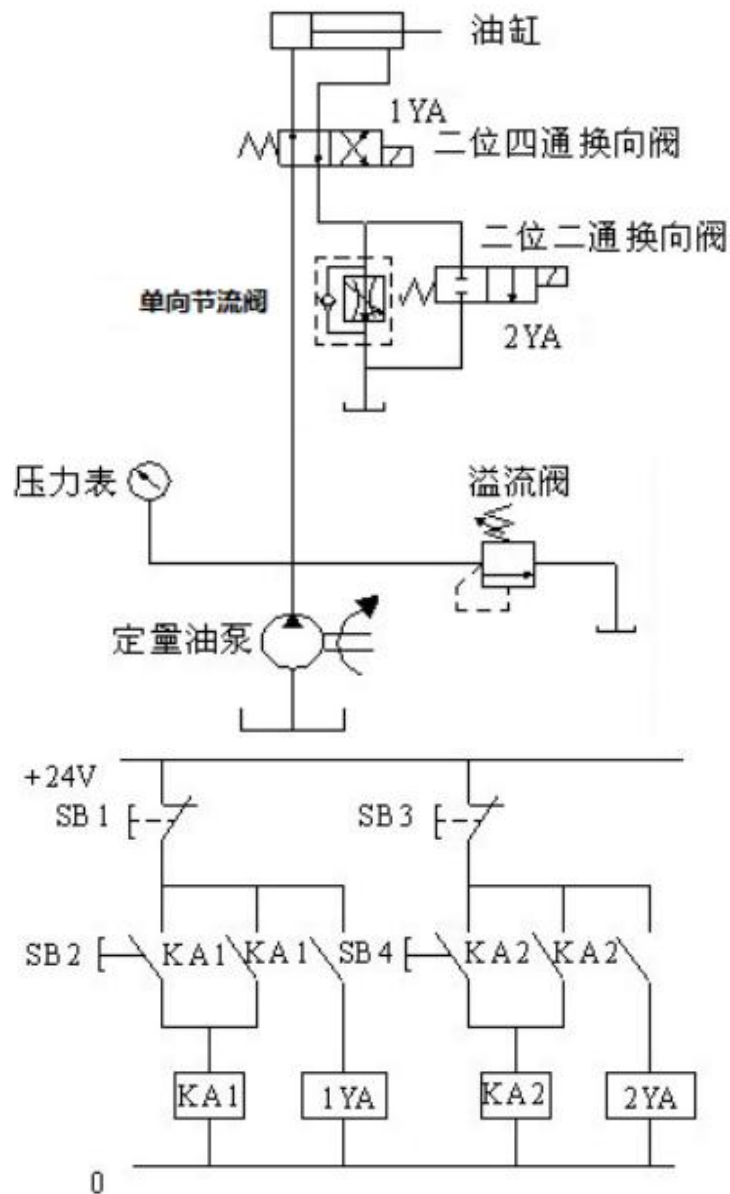 油缸
1YA
二位四通换向阀
二位二通换向阀
单向节流阀
2YA
压力表
溢流阀
定量油泵
+24V
SB1
SB3
SB2
KA1
KA1
SB4
KA2
KA2
KA1
1YA
KA2
2YA
0